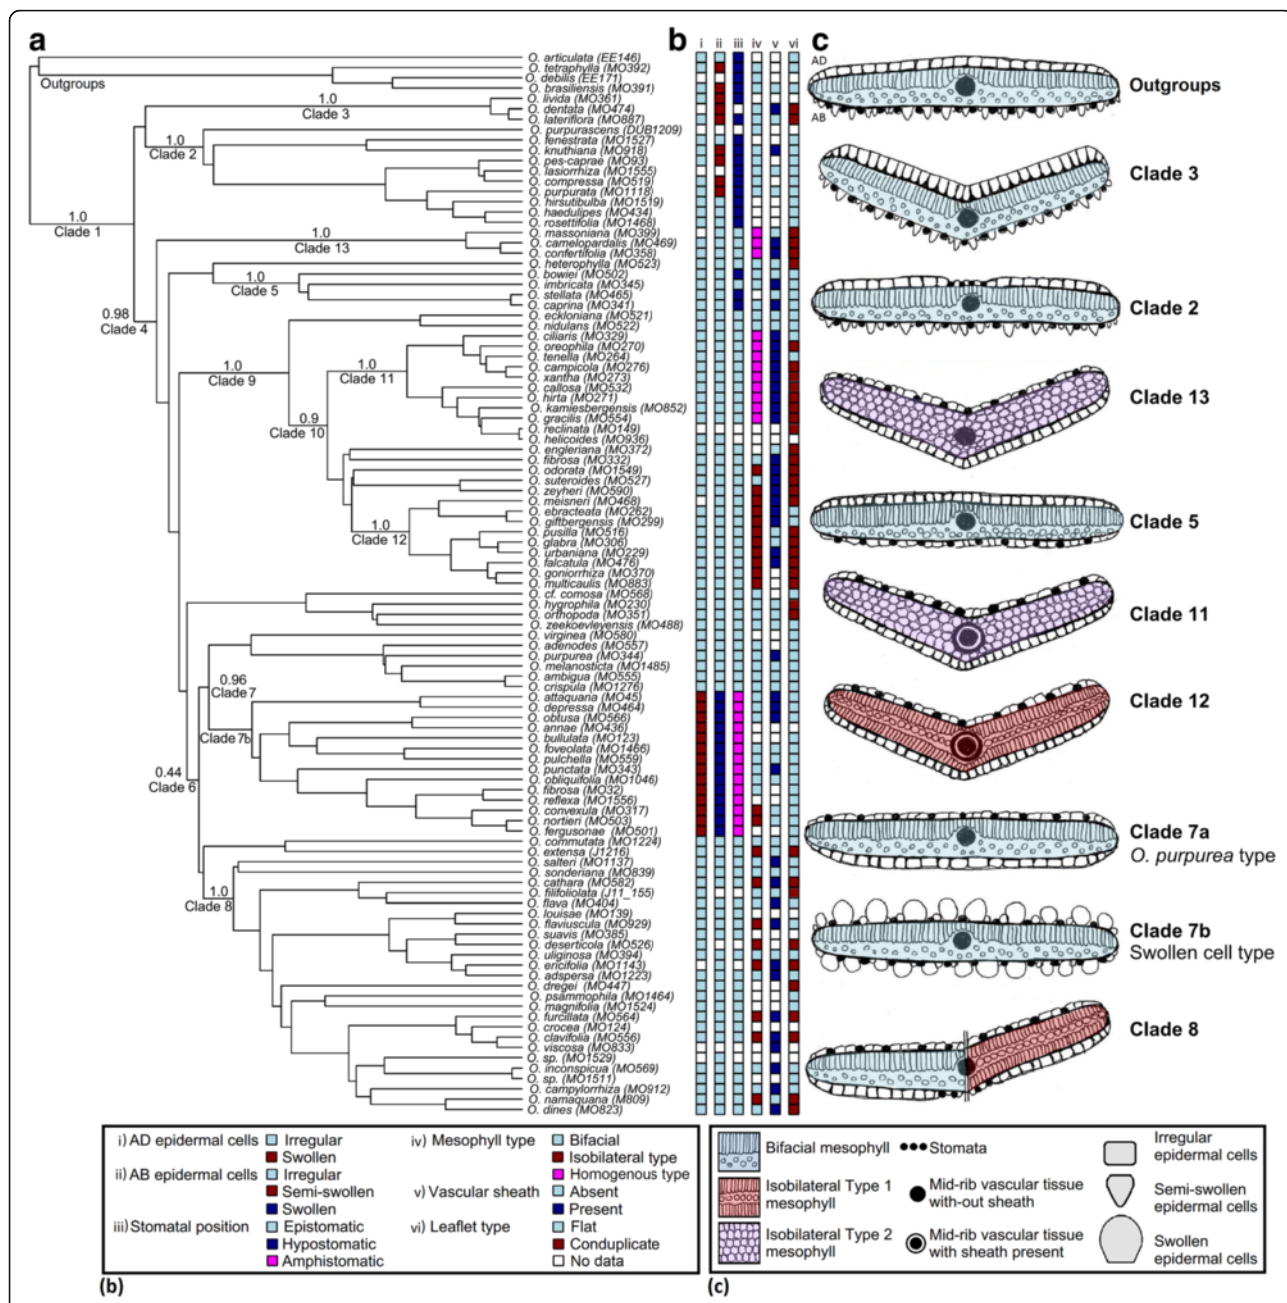 a
b
c
i ii iii iv v vi
O. articulata (EE146)
O. tetraphylla (MO392)
O. debilis (EE171)
O. brasiliensis (MO391)
O. livida (MO361)
O. dentata (MO474)
O. lateriflora (MO887)
O. purpurascens (DUB1209)
O. fenestrata (MO1527)
O. knuthiana (MO918)
O. pes-caprae (MO93)
O. lasiorrhiza (MO1555)
O. compressa (MO519)
O. purpurata (MO1118)
O. hirsutibulba (MO1519)
O. haedulipes (MO434)
O. rosettifolia (MO1468)
O. massoniana (MO399)
O. camelopardalis (MO469)
O. confertifolia (MO358)
O. heterophylla (MO523)
O. bowiei (MO502)
O. imbricata (MO345)
O. stellata (MO465)
O. caprina (MO341)
O. eckloniana (MO521)
O. nidulans (MO522)
O. ciliaris (MO329)
O. oreophila (MO270)
O. tenella (MO264)
O. campicola (MO276)
O. xantha (MO273)
O. callosa (MO532)
O. hirta (MO271)
O. kamiesbergensis (MO852)
O. gracilis (MO554)
O. reclinata (MO149)
O. helicoides (MO936)
O. engleriana (MO372)
O. fibrosa (MO332)
O. odorata (MO1549)
O. suteroides (MO527)
O. zeyheri (MO590)
O. meisneri (MO468)
O. ebracteata (MO262)
O. giftbergensis (MO299)
O. pusilla (MO516)
O. glabra (MO306)
O. urbaniana (MO229)
O. falcatula (MO476)
O. goniorrhiza (MO370)
O. multicaulis (MO883)
O. cf. comosa (MO568)
O. hygrophila (MO230)
O. orthopoda (MO351)
O. zeekoevleyensis (MO488)
O. virginea (MO580)
O. adenodes (MO557)
O. purpurea (MO344)
O. melanosticta (MO1485)
O. ambigua (MO555)
O. crispula (MO1276)
O. attaquana (MO45)
O. depressa (MO464)
O. obtusa (MO566)
O. annae (MO436)
O. bullulata (MO123)
O. foveolata (MO1466)
O. pulchella (MO559)
O. punctata (MO343)
O. obliquifolia (MO1046)
O. fibrosa (MO32)
O. reflexa (MO1556)
O. convexula (MO317)
O. nortieri (MO503)
O. fergusonae (MO501)
O. commutata (MO1224)
O. extensa (J1216)
O. salteri (MO1137)
O. sonderiana (MO839)
O. cathara (MO582)
O. filifoliolata (J11_155)
O. flava (MO404)
O. louisae (MO139)
O. flaviuscula (MO929)
O. suavis (MO385)
O. deserticola (MO526)
O. uliginosa (MO394)
O. ericifolia (MO1143)
O. adspersa (MO1223)
O. dregei (MO447)
O. psammophila (MO1464)
O. magnifolia (MO1524)
O. furcillata (MO564)
O. crocea (MO124)
O. clavifolia (MO556)
O. viscosa (MO833)
O. sp. (MO1529)
O. inconspicua (MO569)
O. sp. (MO1511)
O. campylorrhiza (MO912)
O. namaquana (M809)
O. dines (MO823)
Outgroups
1.0
Clade 3
1.0
Clade 2
1.0
Clade 1
1.0
Clade 13
1.0
Clade 5
0.98
Clade 4
1.0
Clade 9
1.0
Clade 11
0.9
Clade 10
1.0
Clade 12
0.96
Clade 7
Clade 7b
0.44
Clade 6
1.0
Clade 8
AD
AB
Outgroups
Clade 3
Clade 2
Clade 13
Clade 5
Clade 11
Clade 12
Clade 7a
O. purpurea type
Clade 7b
Swollen cell type
Clade 8
i) AD epidermal cells
Irregular
Swollen
ii) AB epidermal cells
Irregular
Semi-swollen
Swollen
iii) Stomatal position
Epistomatic
Hypostomatic
Amphistomatic
iv) Mesophyll type
Bifacial
Isobilateral type
Homogenous type
v) Vascular sheath
Absent
Present
vi) Leaflet type
Flat
Conduplicate
No data
(b)
Bifacial mesophyll
Isobilateral Type 1
mesophyll
Isobilateral Type 2
mesophyll
Stomata
Mid-rib vascular tissue
with-out sheath
Mid-rib vascular tissue
with sheath present
Irregular
epidermal cells
Semi-swollen
epidermal cells
Swollen
epidermal cells
(c)